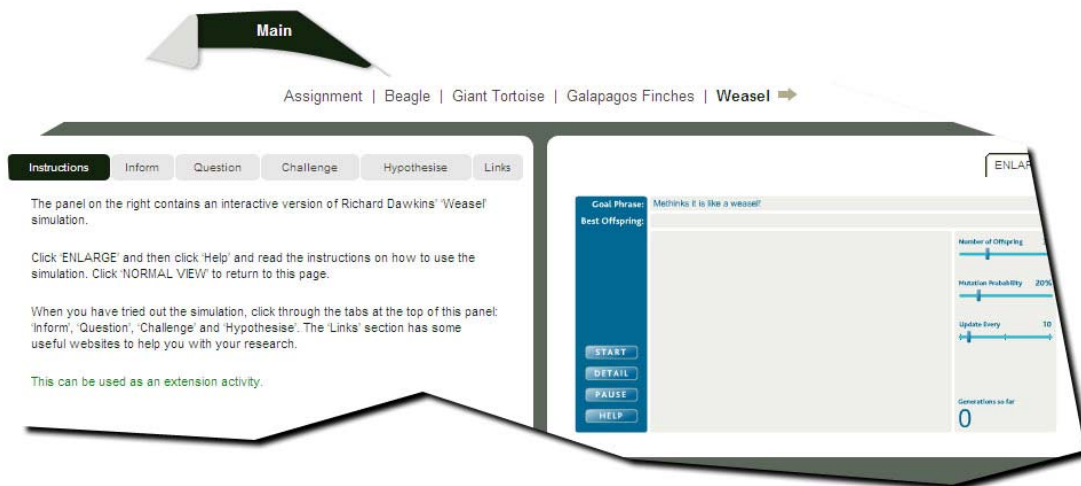 Main
Assignment | Beagle | Giant Tortoise | Galapagos Finches | Weasel
Instructions Inform Question Challenge Hypothesise Links
The panel on the right contains an interactive version of Richard Dawkins' 'Weasel'
simulation.
Click 'ENLARGE' and then click 'Help' and read the instructions on how to use the
simulation. Click 'NORMAL VIEW' to return to this page.
When you have tried out the simulation, click through the tabs at the top of this panel:
'Inform', 'Question', 'Challenge' and 'Hypothesise'. The 'Links' section has some
useful websites to help you with your research.
This can be used as an extension activity.
Goal Phrase: Methinks it is like a weasel!
Best Offspring:
Number of Offspring
Mutation Probability 20%
Update Every 10
START
DETAIL
PAUSE
HELP
Generations so far
0